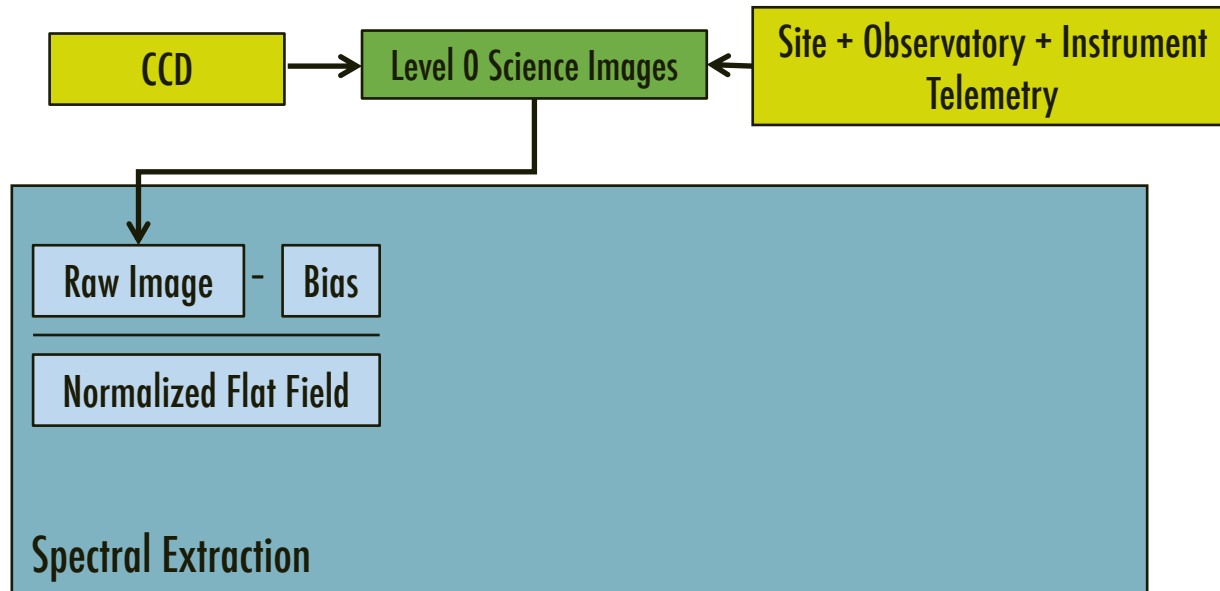 CCD
Level 0 Science Images
Site + Observatory + Instrument
Telemetry
Raw Image - Bias
Normalized Flat Field
Spectral Extraction